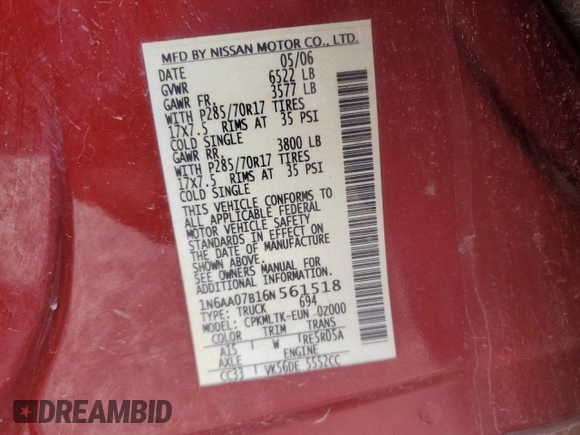 MFD BY NISSAN MOTOR CO., LTD.
DATE 05/06
GVWR 6522 LB
GAWR FR. 3577 LB
WITH P285/70R17 TIRES
17X7.5 RIMS AT 35 PSI
COLD SINGLE
GAWR RR. 3800 LB
WITH P285/70R17 TIRES
17X7.5 RIMS AT 35 PSI
COLD SINGLE
THIS VEHICLE CONFORMS TO
ALL APPLICABLE FEDERAL
MOTOR VEHICLE SAFETY
STANDARDS IN EFFECT ON
THE DATE OF MANUFACTURE
SHOWN ABOVE.
SEE OWNERS MANUAL FOR
ADDITIONAL INFORMATION.
1N6AA07B16N561518
TYPE: TRUCK 694
MODEL: CPKMLTK-EUN 0Z000
COLOR TRIM TRANS
A15 W RE5R05A
AXLE ENGINE
CC33 VK56DE 5552CC
DREAMBID